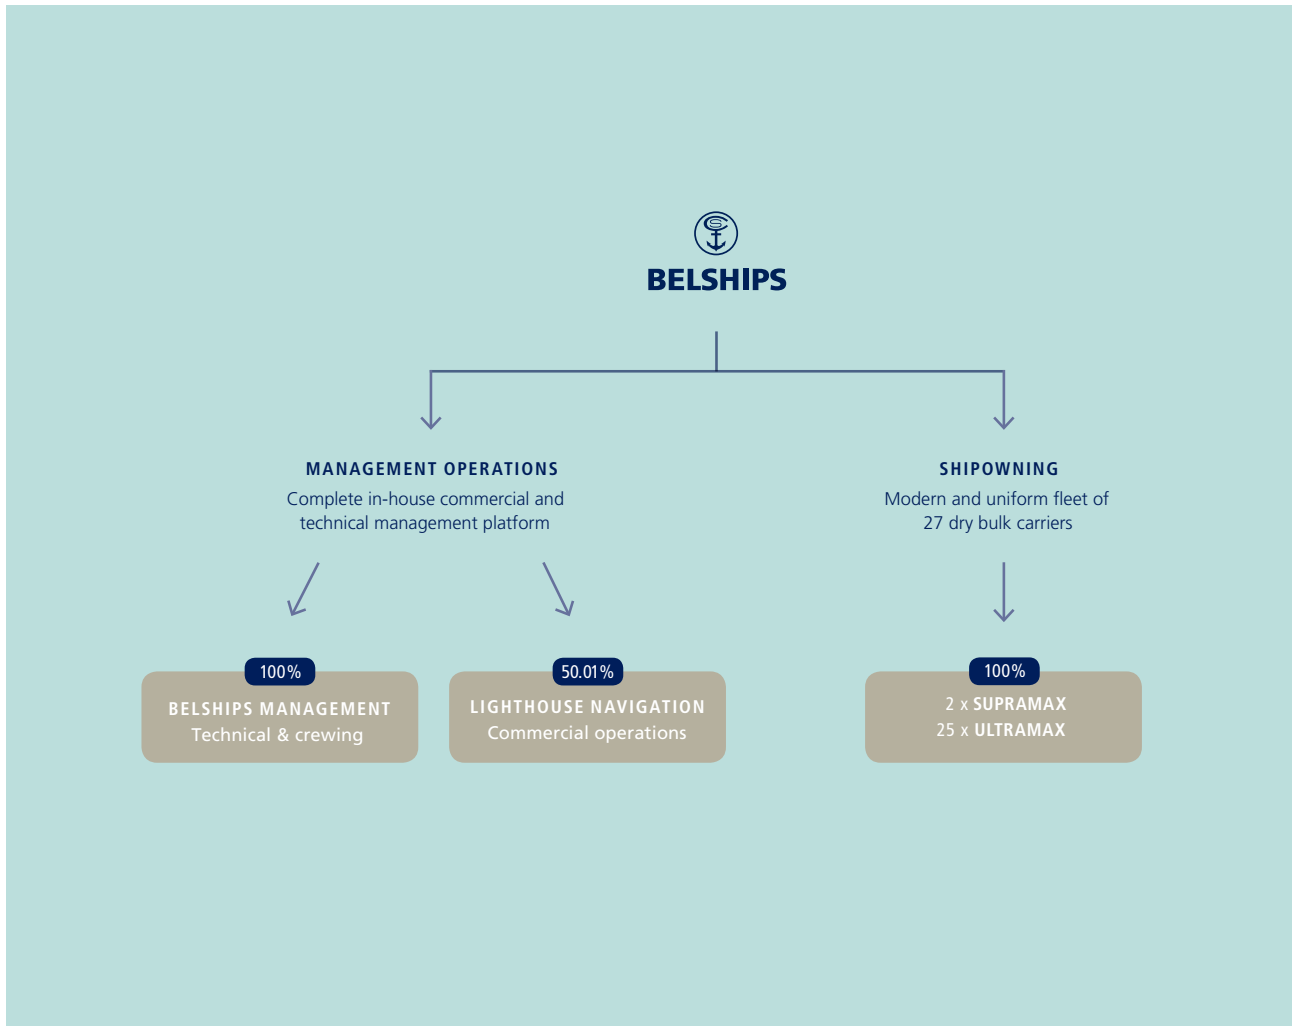 BELSHIPS
MANAGEMENT OPERATIONS
Complete in-house commercial and
technical management platform
SHIPOWNING
Modern and uniform fleet of
27 dry bulk carriers
100%
BELSHIPS MANAGEMENT
Technical & crewing
50.01%
LIGHTHOUSE NAVIGATION
Commercial operations
100%
2 x SUPRAMAX
25 x ULTRAMAX